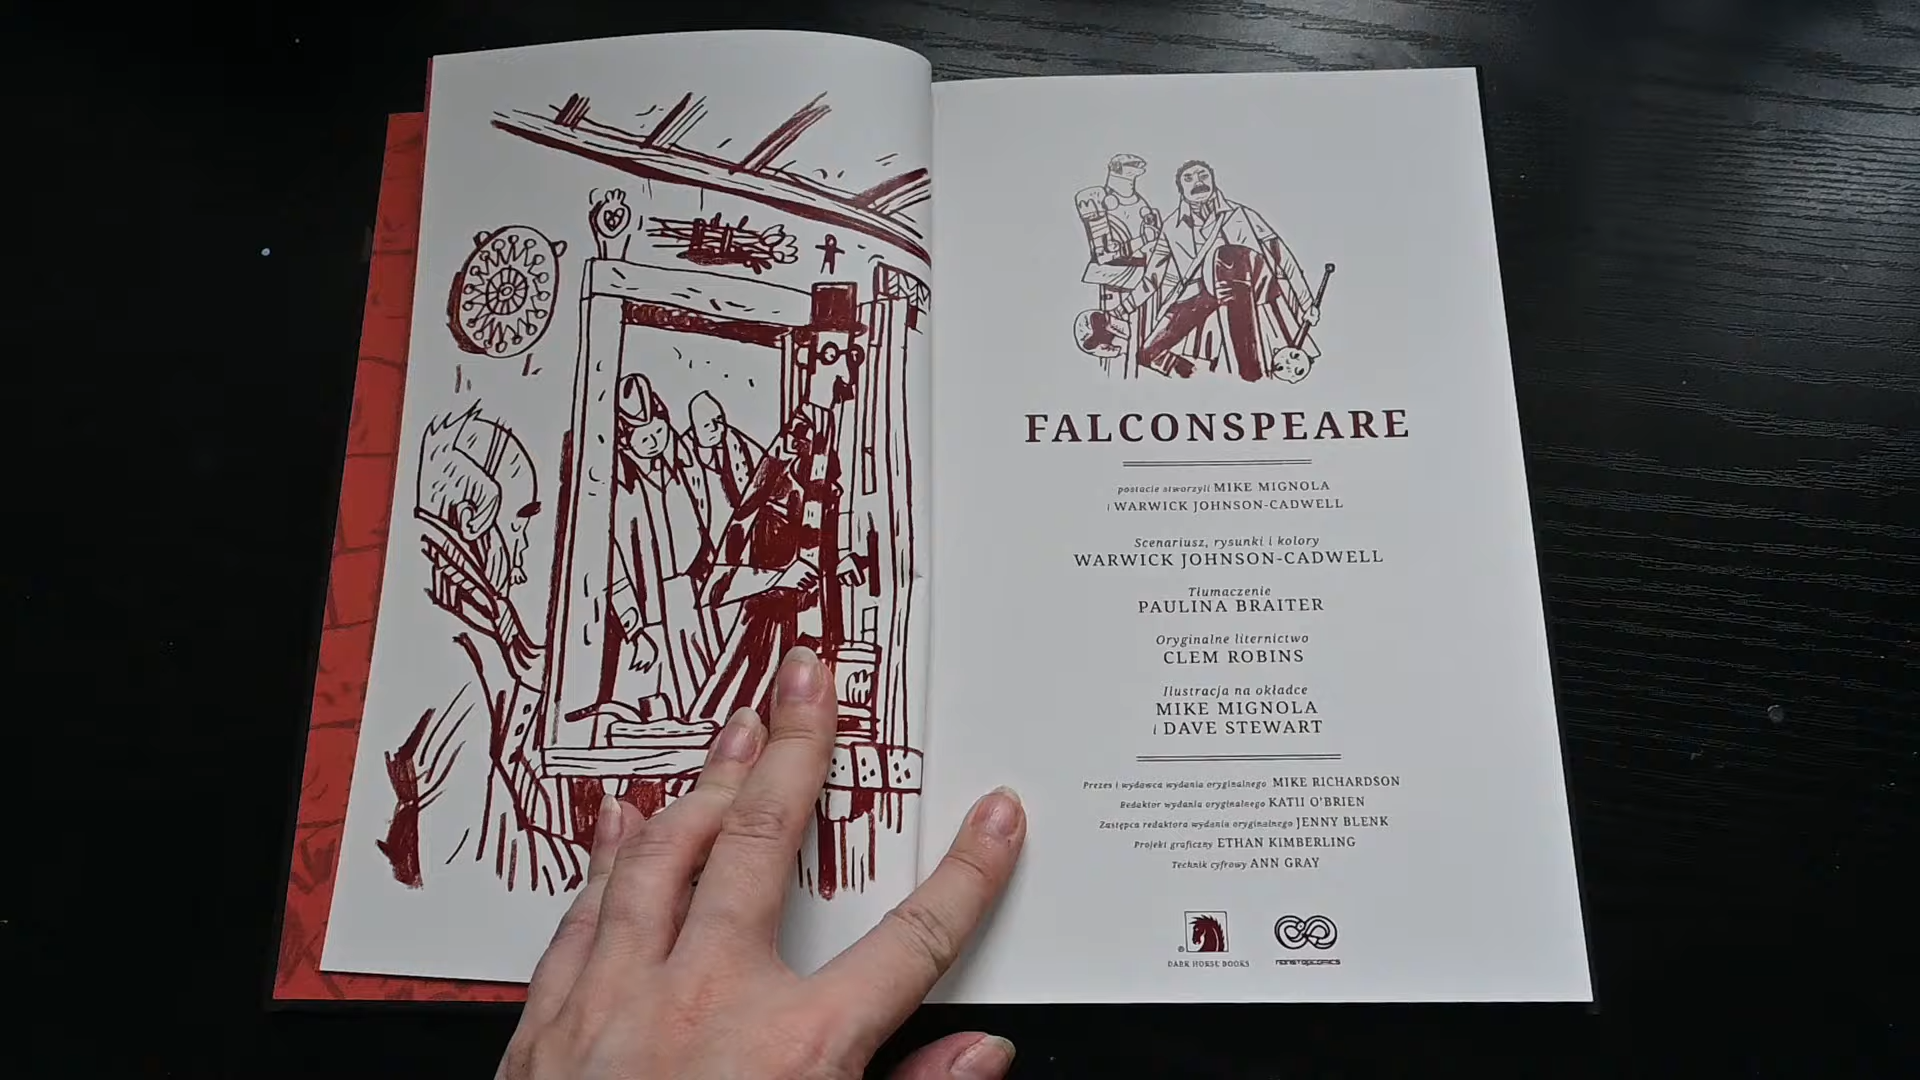 FALCONSPEARE
postacie stworzyli MIKE MIGNOLA
i WARWICK JOHNSON-CADWELL
Scenariusz, rysunki i kolory
WARWICK JOHNSON-CADWELL
Tłumaczenie
PAULINA BRAITER
Oryginalne liternictwo
CLEM ROBINS
Ilustracja na okładce
MIKE MIGNOLA
i DAVE STEWART
Prezes i wydawca wydania oryginalnego MIKE RICHARDSON
Redaktor wydania oryginalnego KATII O'BRIEN
Zastępca redaktora wydania oryginalnego JENNY BLENK
Projekt graficzny ETHAN KIMBERLING
Technik cyfrowy ANN GRAY
® DARK HORSE BOOKS
nonstopcomics